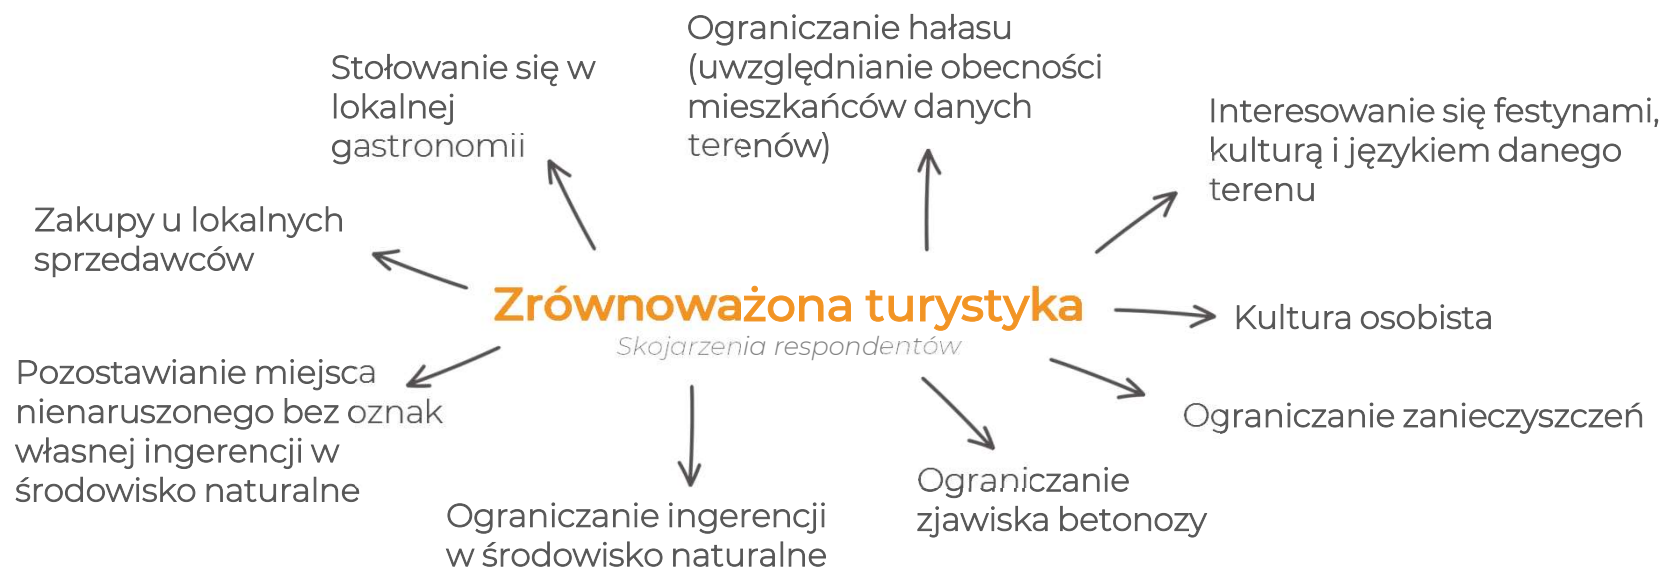 Ograniczanie hałasu
(uwzględnianie obecności
mieszkańców danych
terenów)
Stołowanie się w
lokalnej
gastronomii
Interesowanie się festynami,
kulturą i językiem danego
terenu
Zakupy u lokalnych
sprzedawców
Zrównoważona turystyka
Skojarzenia respondentów
Kultura osobista
Pozostawianie miejsca
nienaruszonego bez oznak
własnej ingerencji w
środowisko naturalne
Ograniczanie zanieczyszczeń
Ograniczanie
zjawiska betonozy
Ograniczanie ingerencji
w środowisko naturalne